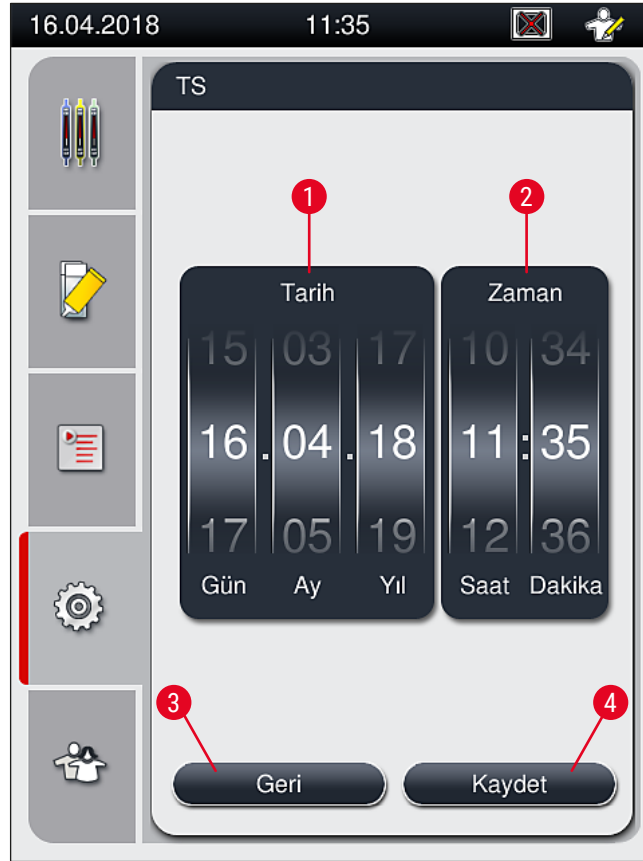 16.04.2018 11:35
TS
1 2
Tarih Zaman
15 03 17 10 34
16 . 04 . 18 11 : 35
17 05 19 12 36
Gün Ay Yıl Saat Dakika
3 4
Geri Kaydet